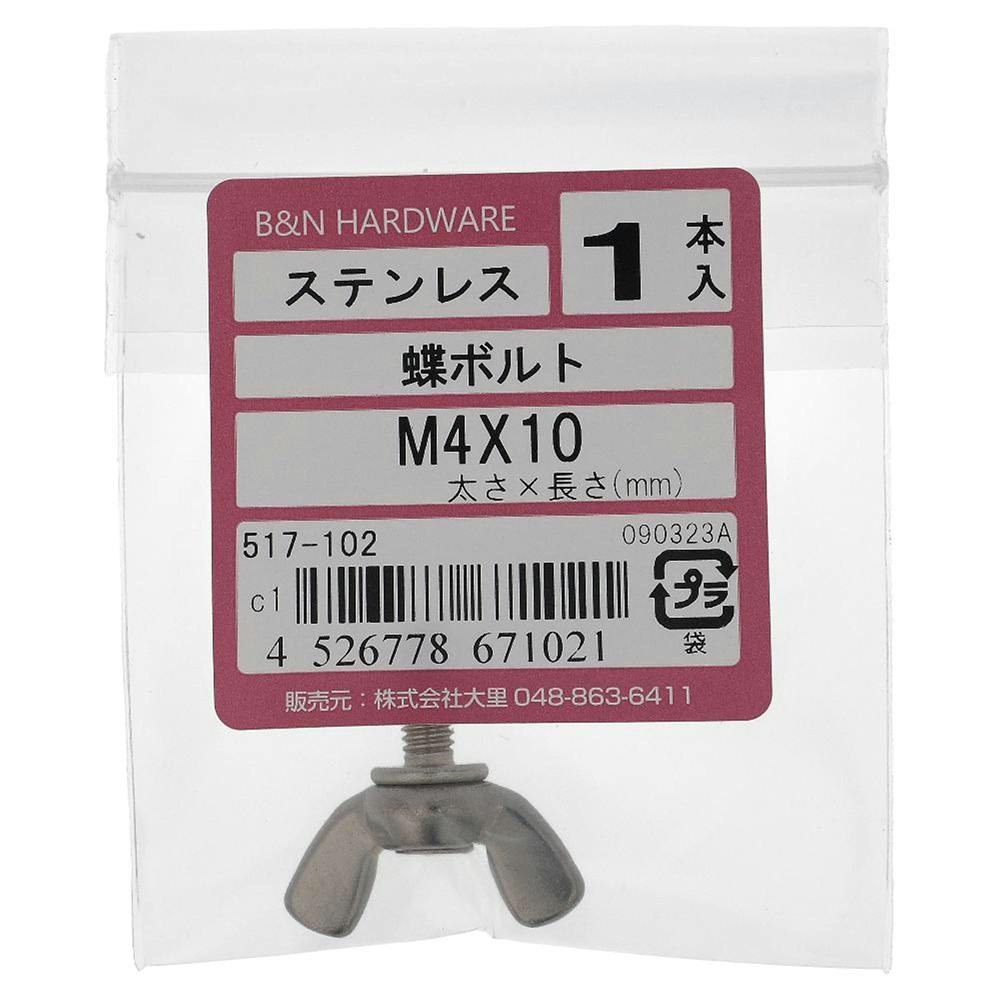 B&N HARDWARE
ステンレス
1
本入
蝶ボルト
M4X10
太さ×長さ(mm)
517-102
090323A
c1
プラ
袋
4 526778 671021
販売元：株式会社大里 048-863-6411